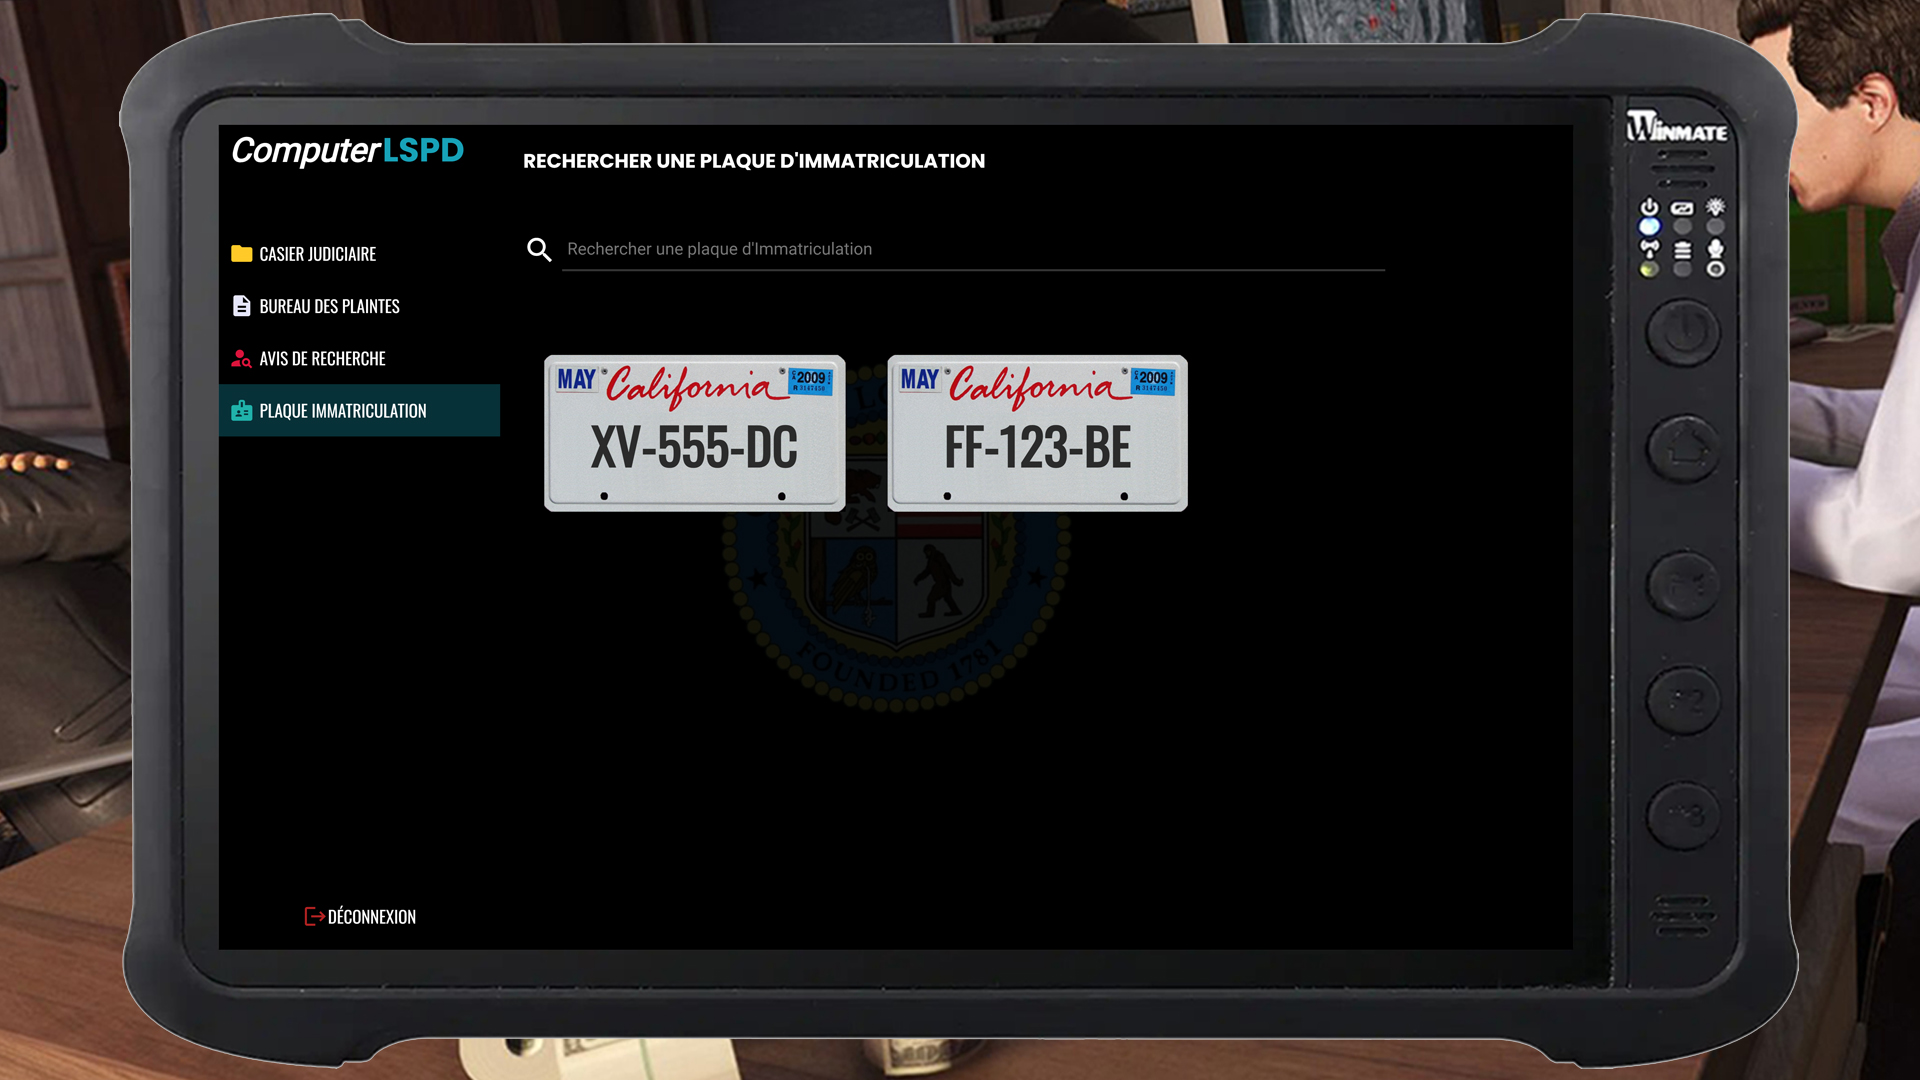 ComputerLSPD
RECHERCHER UNE PLAQUE D'IMMATRICULATION
Rechercher une plaque d'Immatriculation
CASIER JUDICIAIRE
BUREAU DES PLAINTES
AVIS DE RECHERCHE
PLAQUE IMMATRICULATION
MAY California 2009
XV-555-DC
MAY California 2009
FF-123-BE
FOUNDED 1781
DÉCONNEXION
WINMATE